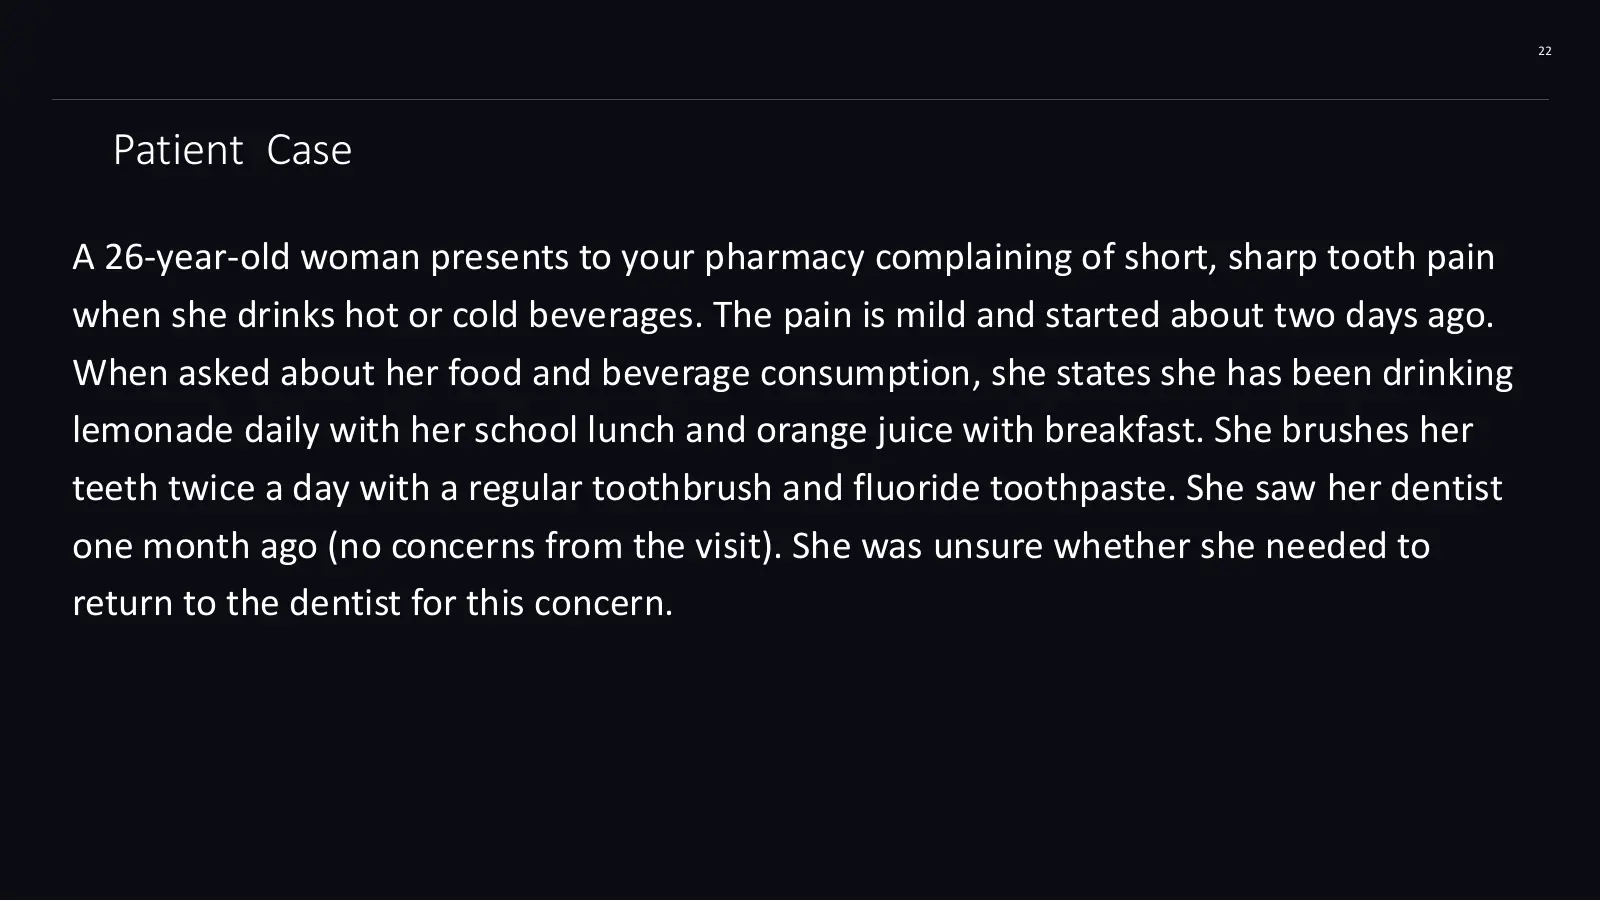 22
Patient Case
A 26-year-old woman presents to your pharmacy complaining of short, sharp tooth pain
when she drinks hot or cold beverages. The pain is mild and started about two days ago.
When asked about her food and beverage consumption, she states she has been drinking
lemonade daily with her school lunch and orange juice with breakfast. She brushes her
teeth twice a day with a regular toothbrush and fluoride toothpaste. She saw her dentist
one month ago (no concerns from the visit). She was unsure whether she needed to
return to the dentist for this concern.